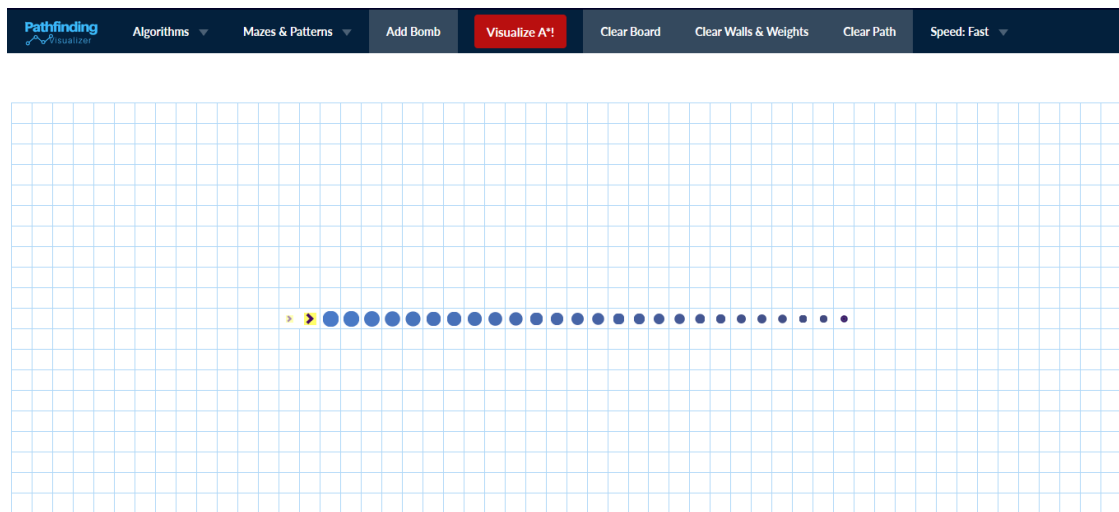 Pathfinding
Visualizer
Algorithms
Mazes & Patterns
Add Bomb
Visualize A*!
Clear Board
Clear Walls & Weights
Clear Path
Speed: Fast